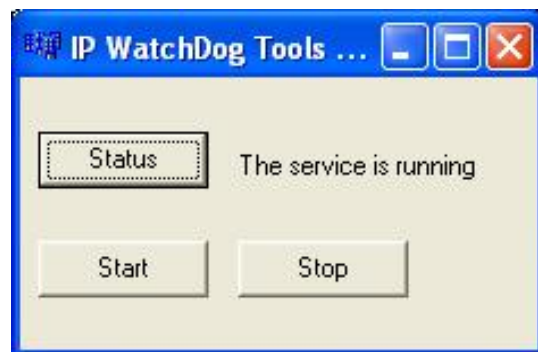 IP WatchDog Tools ...
Status
The service is running
Start Stop